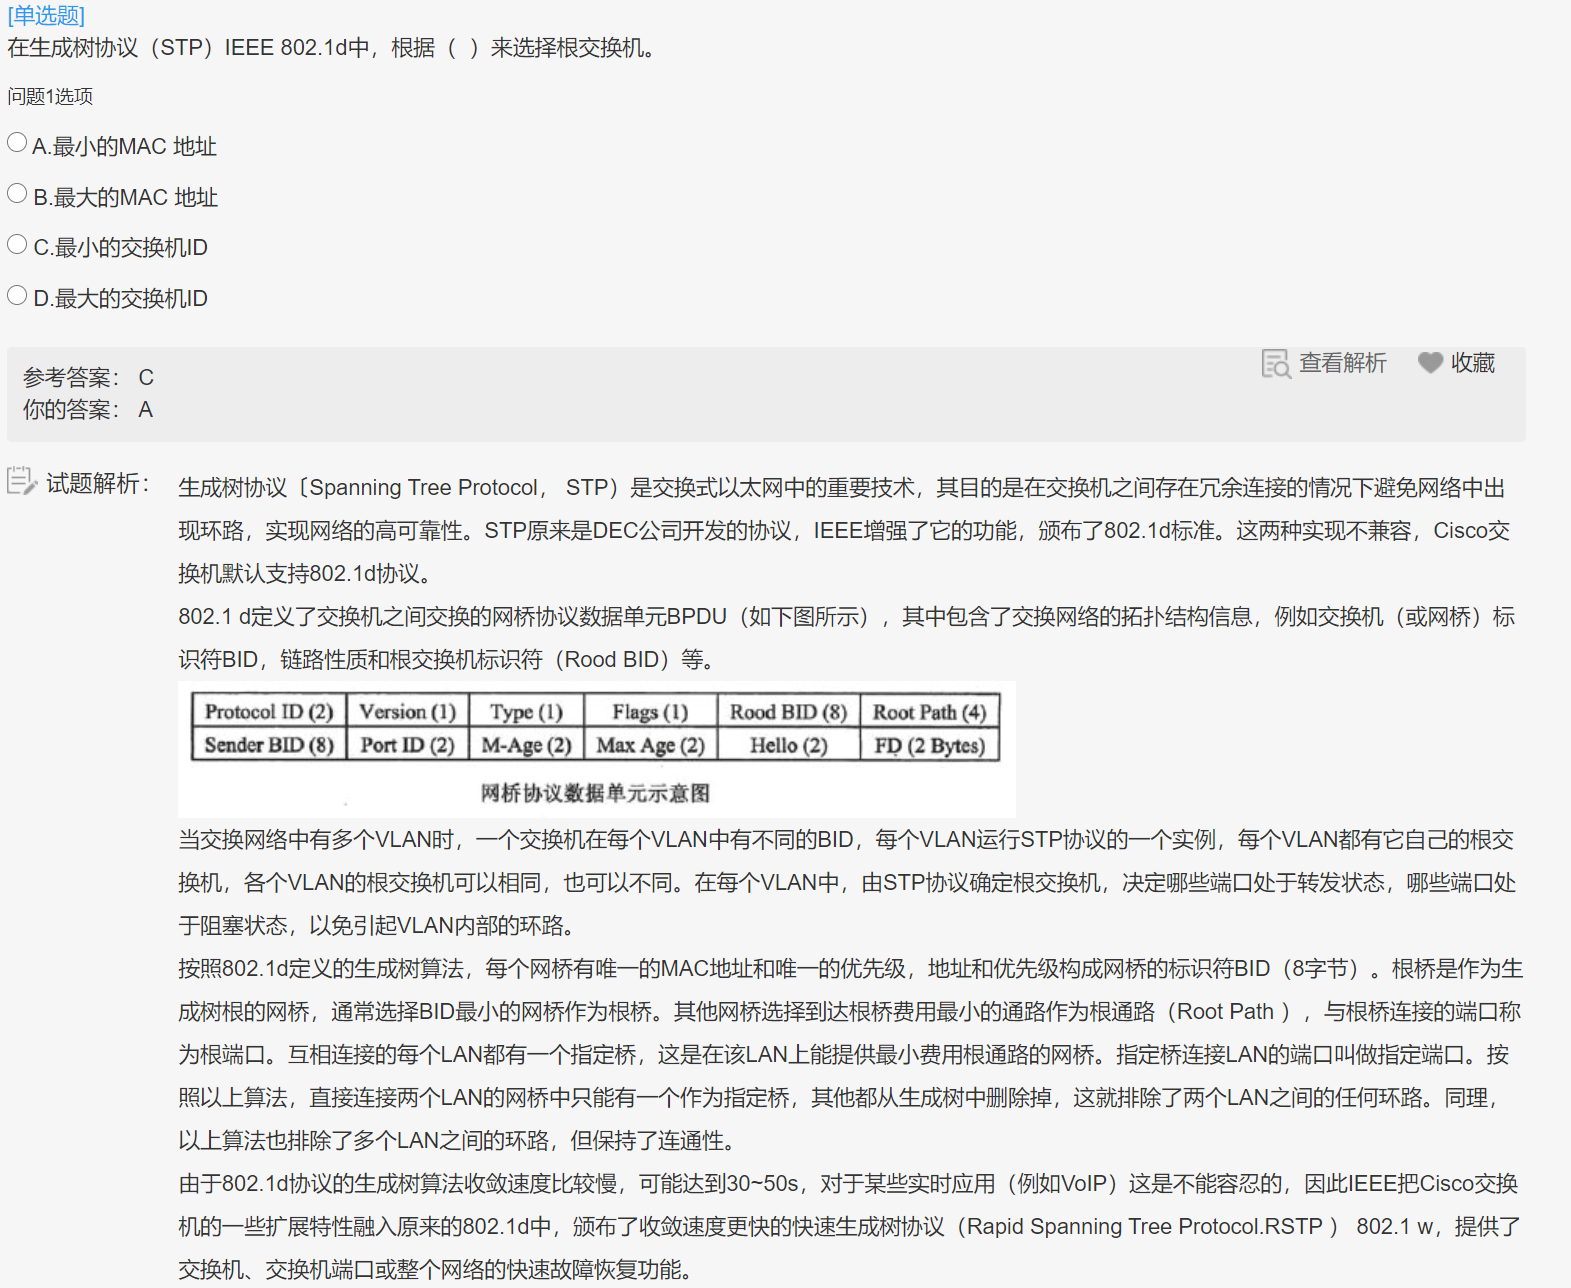 [单选题]
在生成树协议（STP）IEEE 802.1d中，根据（ ）来选择根交换机。
问题1选项
A.最小的MAC 地址
B.最大的MAC 地址
C.最小的交换机ID
D.最大的交换机ID
查看解析 收藏
参考答案： C
你的答案： A
试题解析：
生成树协议〔Spanning Tree Protocol， STP）是交换式以太网中的重要技术，其目的是在交换机之间存在冗余连接的情况下避免网络中出
现环路，实现网络的高可靠性。STP原来是DEC公司开发的协议，IEEE增强了它的功能，颁布了802.1d标准。这两种实现不兼容，Cisco交
换机默认支持802.1d协议。
802.1 d定义了交换机之间交换的网桥协议数据单元BPDU（如下图所示），其中包含了交换网络的拓扑结构信息，例如交换机（或网桥）标
识符BID，链路性质和根交换机标识符（Rood BID）等。
Protocol ID (2) Version (1) Type (1) Flags (1) Rood BID (8) Root Path (4)
Sender BID (8) Port ID (2) M-Age (2) Max Age (2) Hello (2) FD (2 Bytes)
网桥协议数据单元示意图
当交换网络中有多个VLAN时，一个交换机在每个VLAN中有不同的BID，每个VLAN运行STP协议的一个实例，每个VLAN都有它自己的根交
换机，各个VLAN的根交换机可以相同，也可以不同。在每个VLAN中，由STP协议确定根交换机，决定哪些端口处于转发状态，哪些端口处
于阻塞状态，以免引起VLAN内部的环路。
按照802.1d定义的生成树算法，每个网桥有唯一的MAC地址和唯一的优先级，地址和优先级构成网桥的标识符BID（8字节）。根桥是作为生
成树根的网桥，通常选择BID最小的网桥作为根桥。其他网桥选择到达根桥费用最小的通路作为根通路（Root Path ），与根桥连接的端口称
为根端口。互相连接的每个LAN都有一个指定桥，这是在该LAN上能提供最小费用根通路的网桥。指定桥连接LAN的端口叫做指定端口。按
照以上算法，直接连接两个LAN的网桥中只能有一个作为指定桥，其他都从生成树中删除掉，这就排除了两个LAN之间的任何环路。同理，
以上算法也排除了多个LAN之间的环路，但保持了连通性。
由于802.1d协议的生成树算法收敛速度比较慢，可能达到30~50s，对于某些实时应用（例如VoIP）这是不能容忍的，因此IEEE把Cisco交换
机的一些扩展特性融入原来的802.1d中，颁布了收敛速度更快的快速生成树协议（Rapid Spanning Tree Protocol.RSTP ） 802.1 w，提供了
交换机、交换机端口或整个网络的快速故障恢复功能。